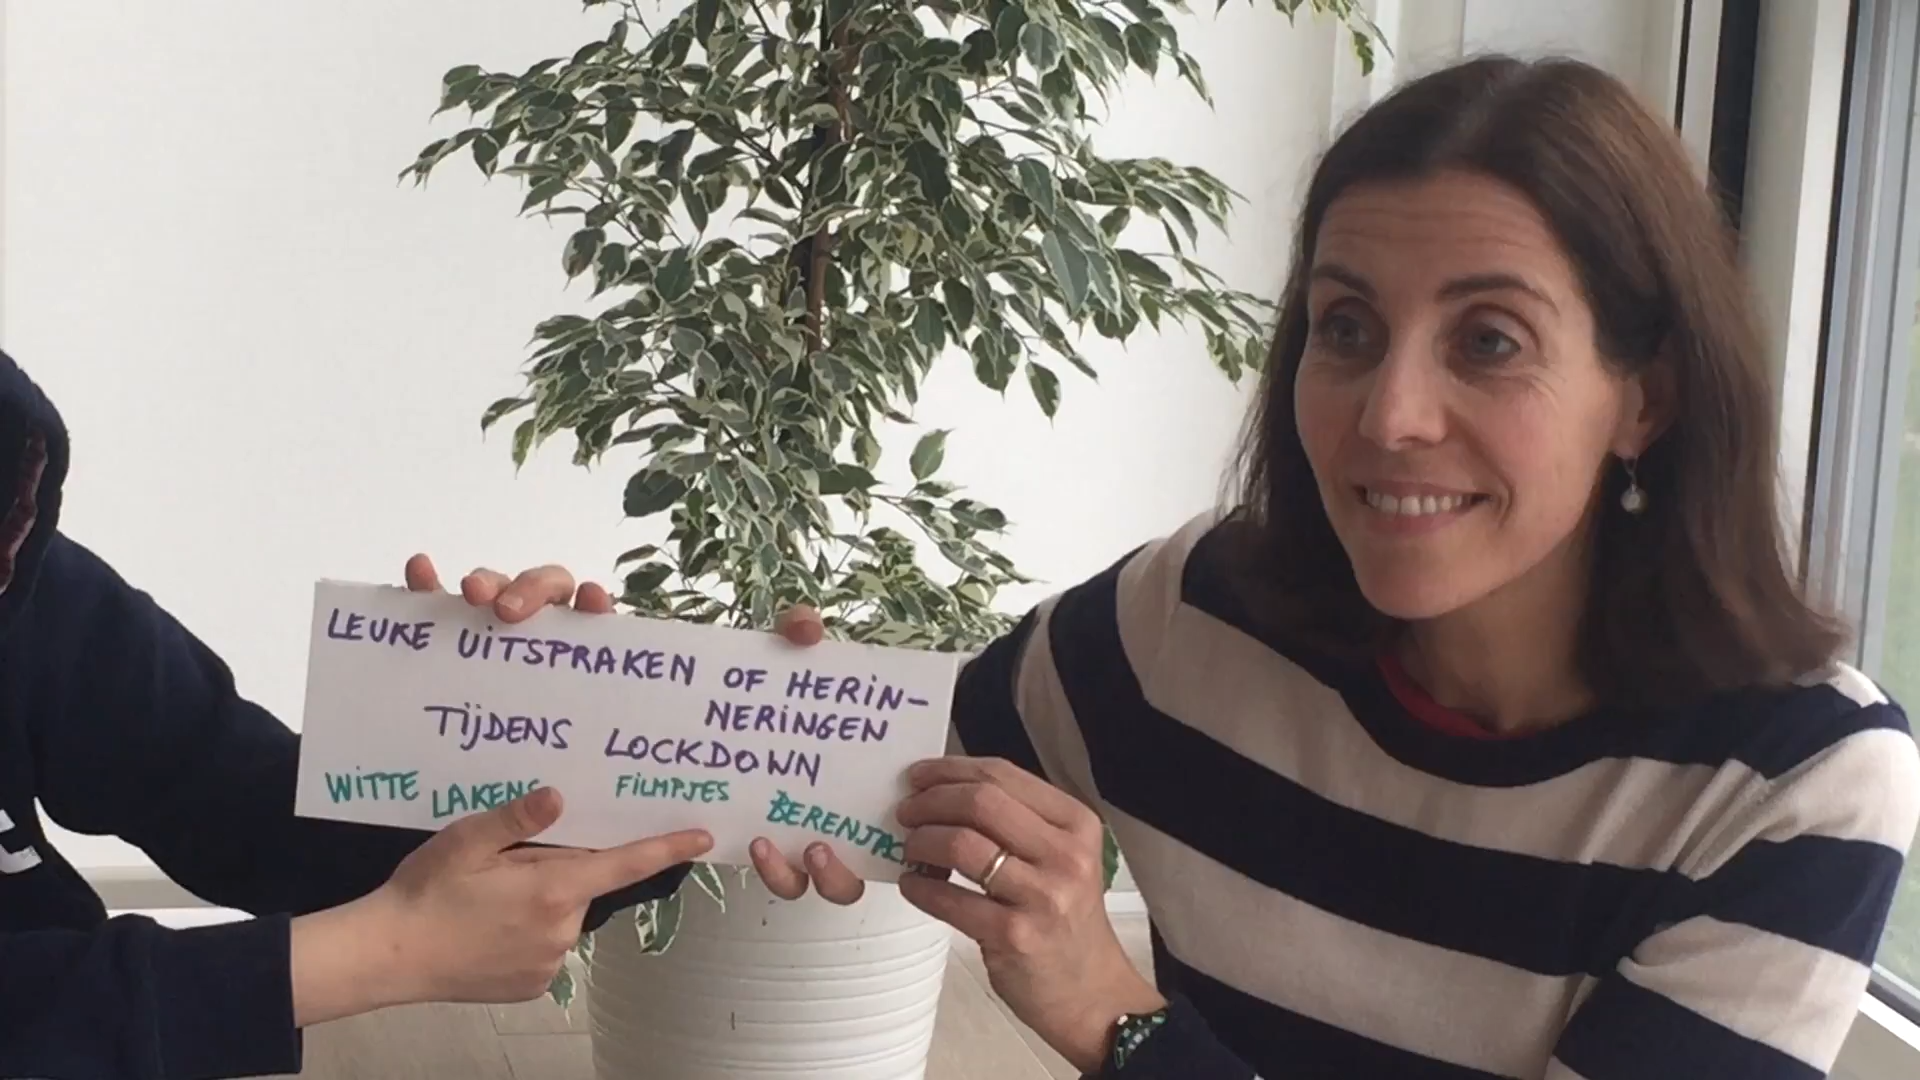 LEUKE UITSPRAKEN OF HERIN-
NERINGEN
TIJDENS LOCKDOWN
WITTE LAKENS FILMPJES